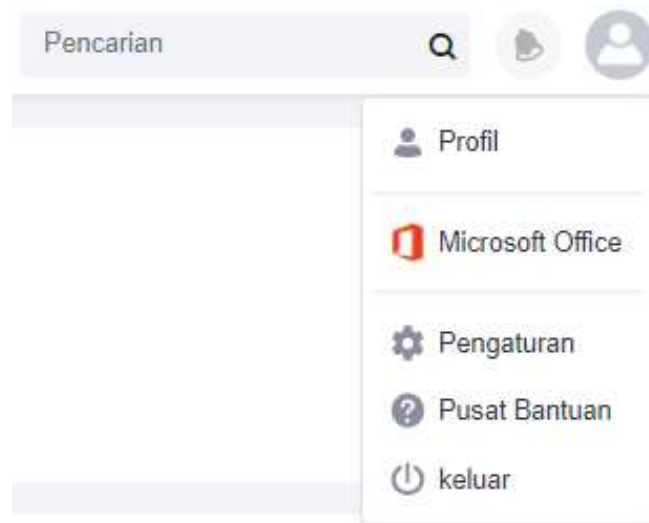 Pencarian
Profil
Microsoft Office
Pengaturan
Pusat Bantuan
keluar